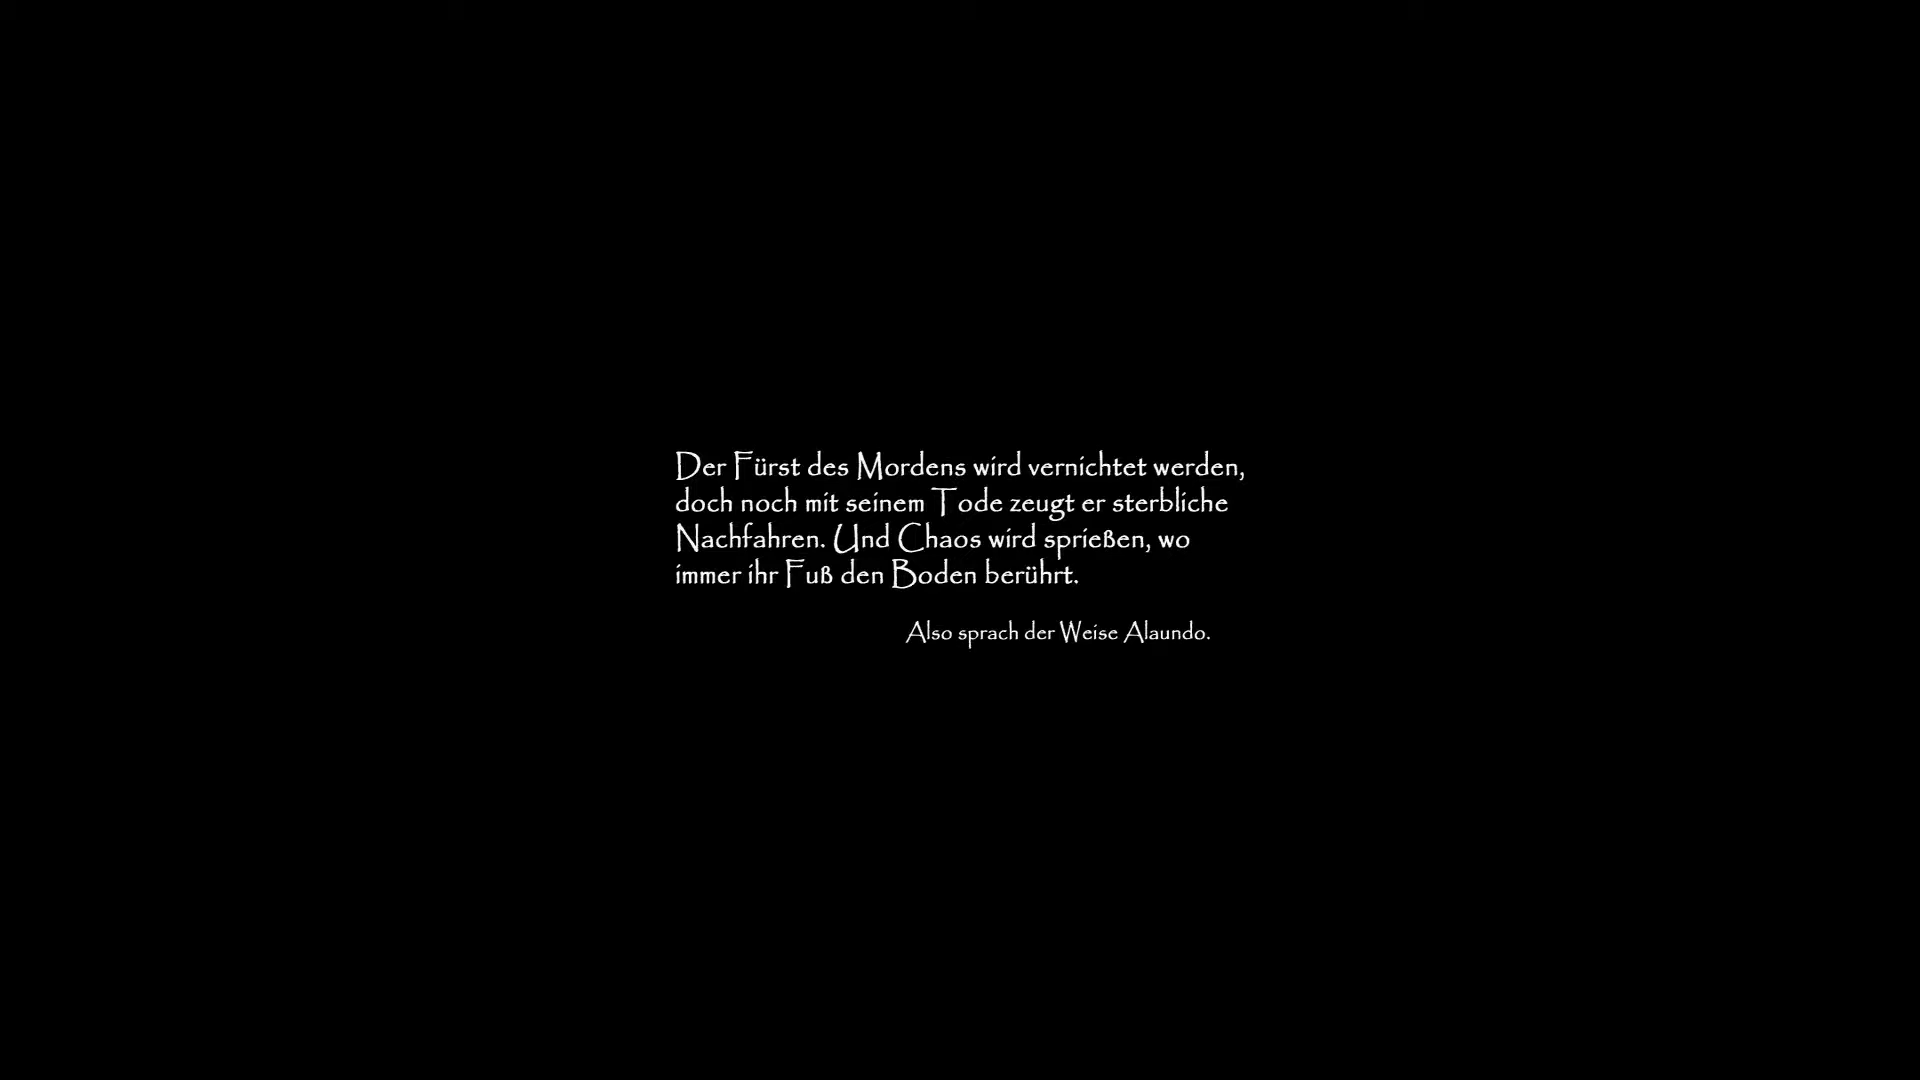 Der Fürst des Mordens wird vernichtet werden,
doch noch mit seinem Tode zeugt er sterbliche
Nachfahren. Und Chaos wird sprießen, wo
immer ihr Fuß den Boden berührt.
Also sprach der Weise Alaundo.